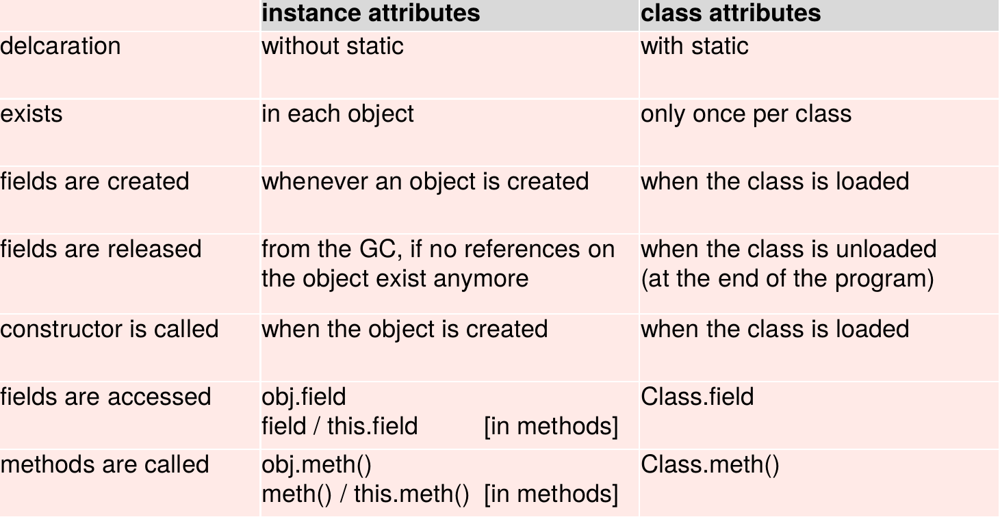 instance attributes class attributes
delcaration without static with static
exists in each object only once per class
fields are created whenever an object is created when the class is loaded
fields are released from the GC, if no references on when the class is unloaded
the object exist anymore (at the end of the program)
constructor is called when the object is created when the class is loaded
fields are accessed obj.field Class.field
field / this.field [in methods]
methods are called obj.meth() Class.meth()
meth() / this.meth() [in methods]